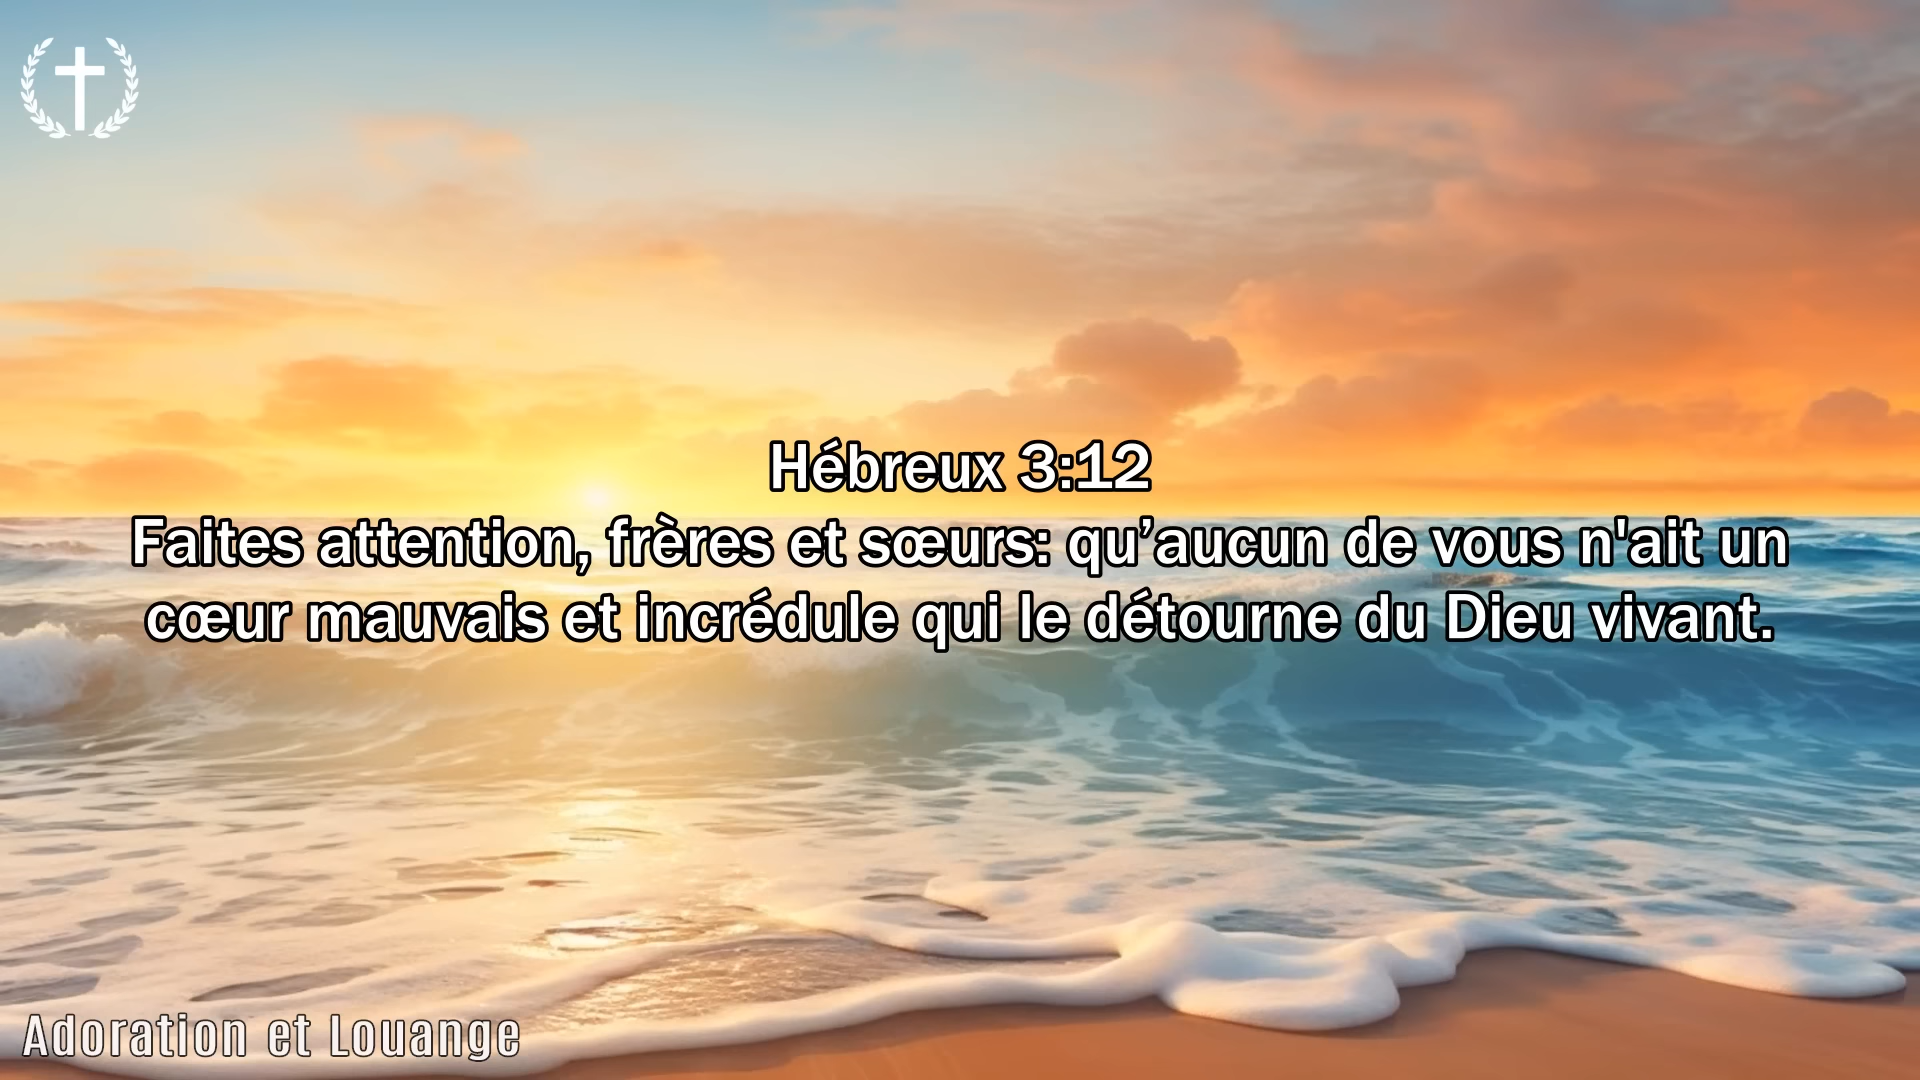 Hébreux 3:12
Faites attention, frères et sœurs: qu’aucun de vous n'ait un
cœur mauvais et incrédule qui le détourne du Dieu vivant.
Adoration et Louange